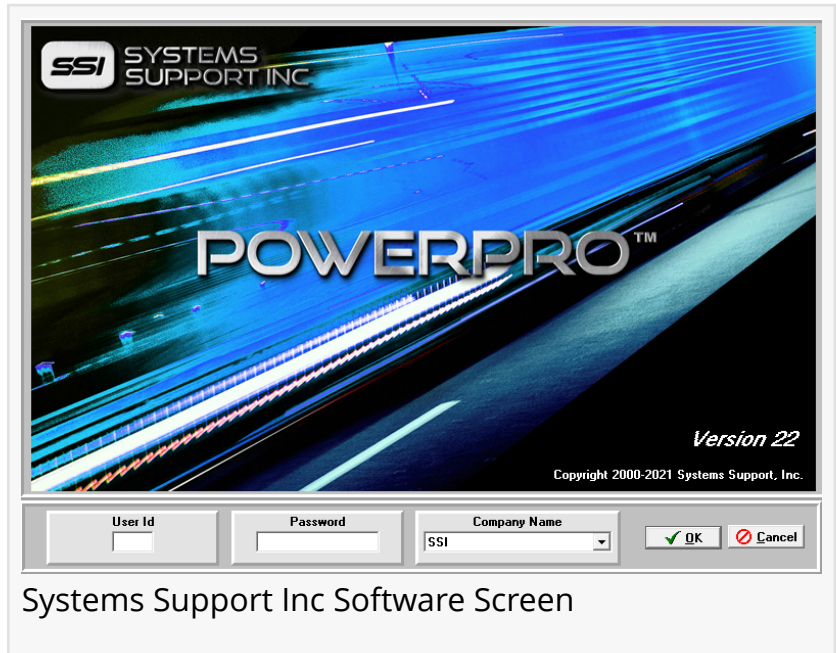 SSI SYSTEMS
SUPPORT INC
POWERPRO™
Version 22
Copyright 2000-2021 Systems Support, Inc.
User Id
Password
Company Name
SSI
OK
Cancel
Systems Support Inc Software Screen